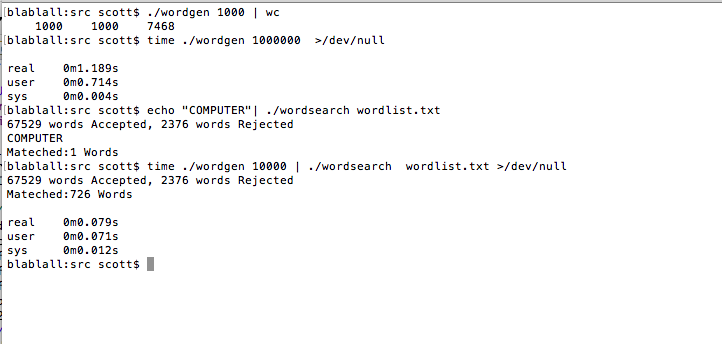 [blablall:src scott$ ./wordgen 1000 | wc
    1000    1000    7468
[blablall:src scott$ time ./wordgen 1000000  >/dev/null

real    0m1.189s
user    0m0.714s
sys     0m0.004s
[blablall:src scott$ echo "COMPUTER"| ./wordsearch wordlist.txt
67529 words Accepted, 2376 words Rejected
COMPUTER
Mateched:1 Words
[blablall:src scott$ time ./wordgen 10000 | ./wordsearch  wordlist.txt >/dev/null
67529 words Accepted, 2376 words Rejected
Mateched:726 Words

real    0m0.079s
user    0m0.071s
sys     0m0.012s
blablall:src scott$